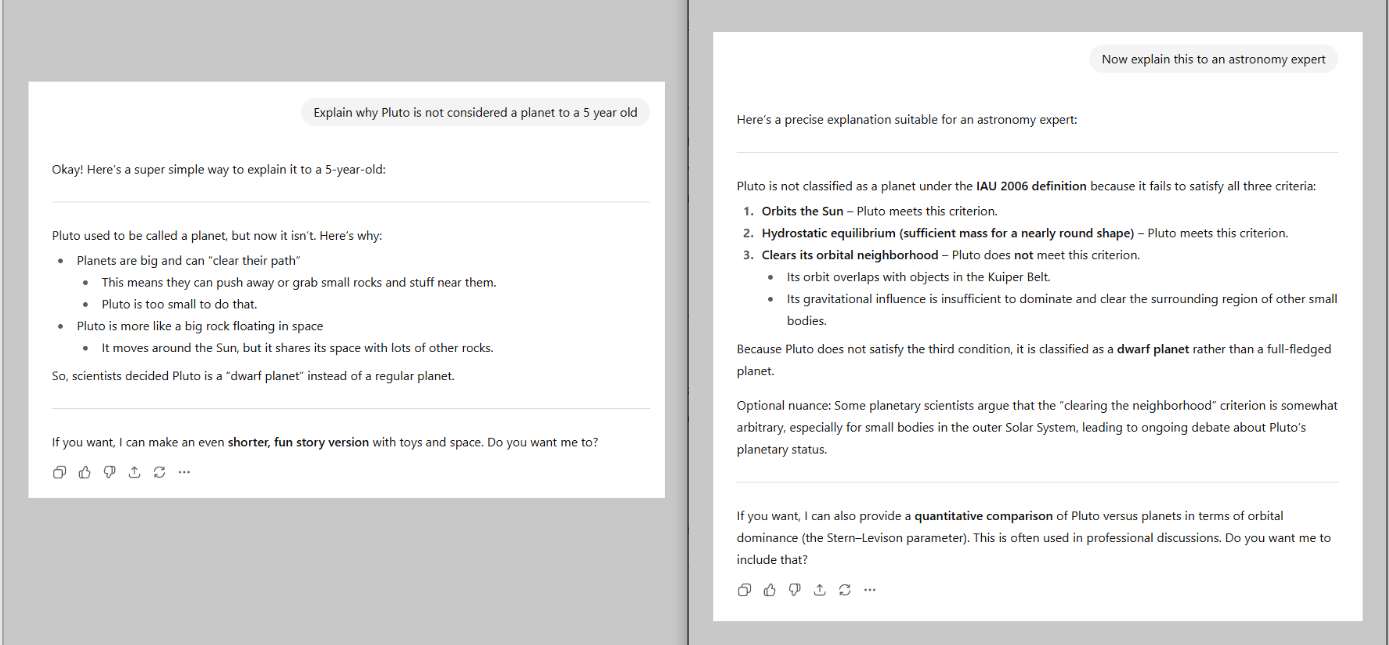 Explain why Pluto is not considered a planet to a 5 year old
Okay! Here's a super simple way to explain it to a 5-year-old:
Pluto used to be called a planet, but now it isn't. Here's why:
• Planets are big and can "clear their path"
• This means they can push away or grab small rocks and stuff near them.
• Pluto is too small to do that.
• Pluto is more like a big rock floating in space
• It moves around the Sun, but it shares its space with lots of other rocks.
So, scientists decided Pluto is a "dwarf planet" instead of a regular planet.
If you want, I can make an even shorter, fun story version with toys and space. Do you want me to?
Now explain this to an astronomy expert
Here's a precise explanation suitable for an astronomy expert:
Pluto is not classified as a planet under the IAU 2006 definition because it fails to satisfy all three criteria:
1. Orbits the Sun – Pluto meets this criterion.
2. Hydrostatic equilibrium (sufficient mass for a nearly round shape) – Pluto meets this criterion.
3. Clears its orbital neighborhood – Pluto does not meet this criterion.
• Its orbit overlaps with objects in the Kuiper Belt.
• Its gravitational influence is insufficient to dominate and clear the surrounding region of other small
bodies.
Because Pluto does not satisfy the third condition, it is classified as a dwarf planet rather than a full-fledged
planet.
Optional nuance: Some planetary scientists argue that the "clearing the neighborhood" criterion is somewhat
arbitrary, especially for small bodies in the outer Solar System, leading to ongoing debate about Pluto's
planetary status.
If you want, I can also provide a quantitative comparison of Pluto versus planets in terms of orbital
dominance (the Stern–Levison parameter). This is often used in professional discussions. Do you want me to
include that?